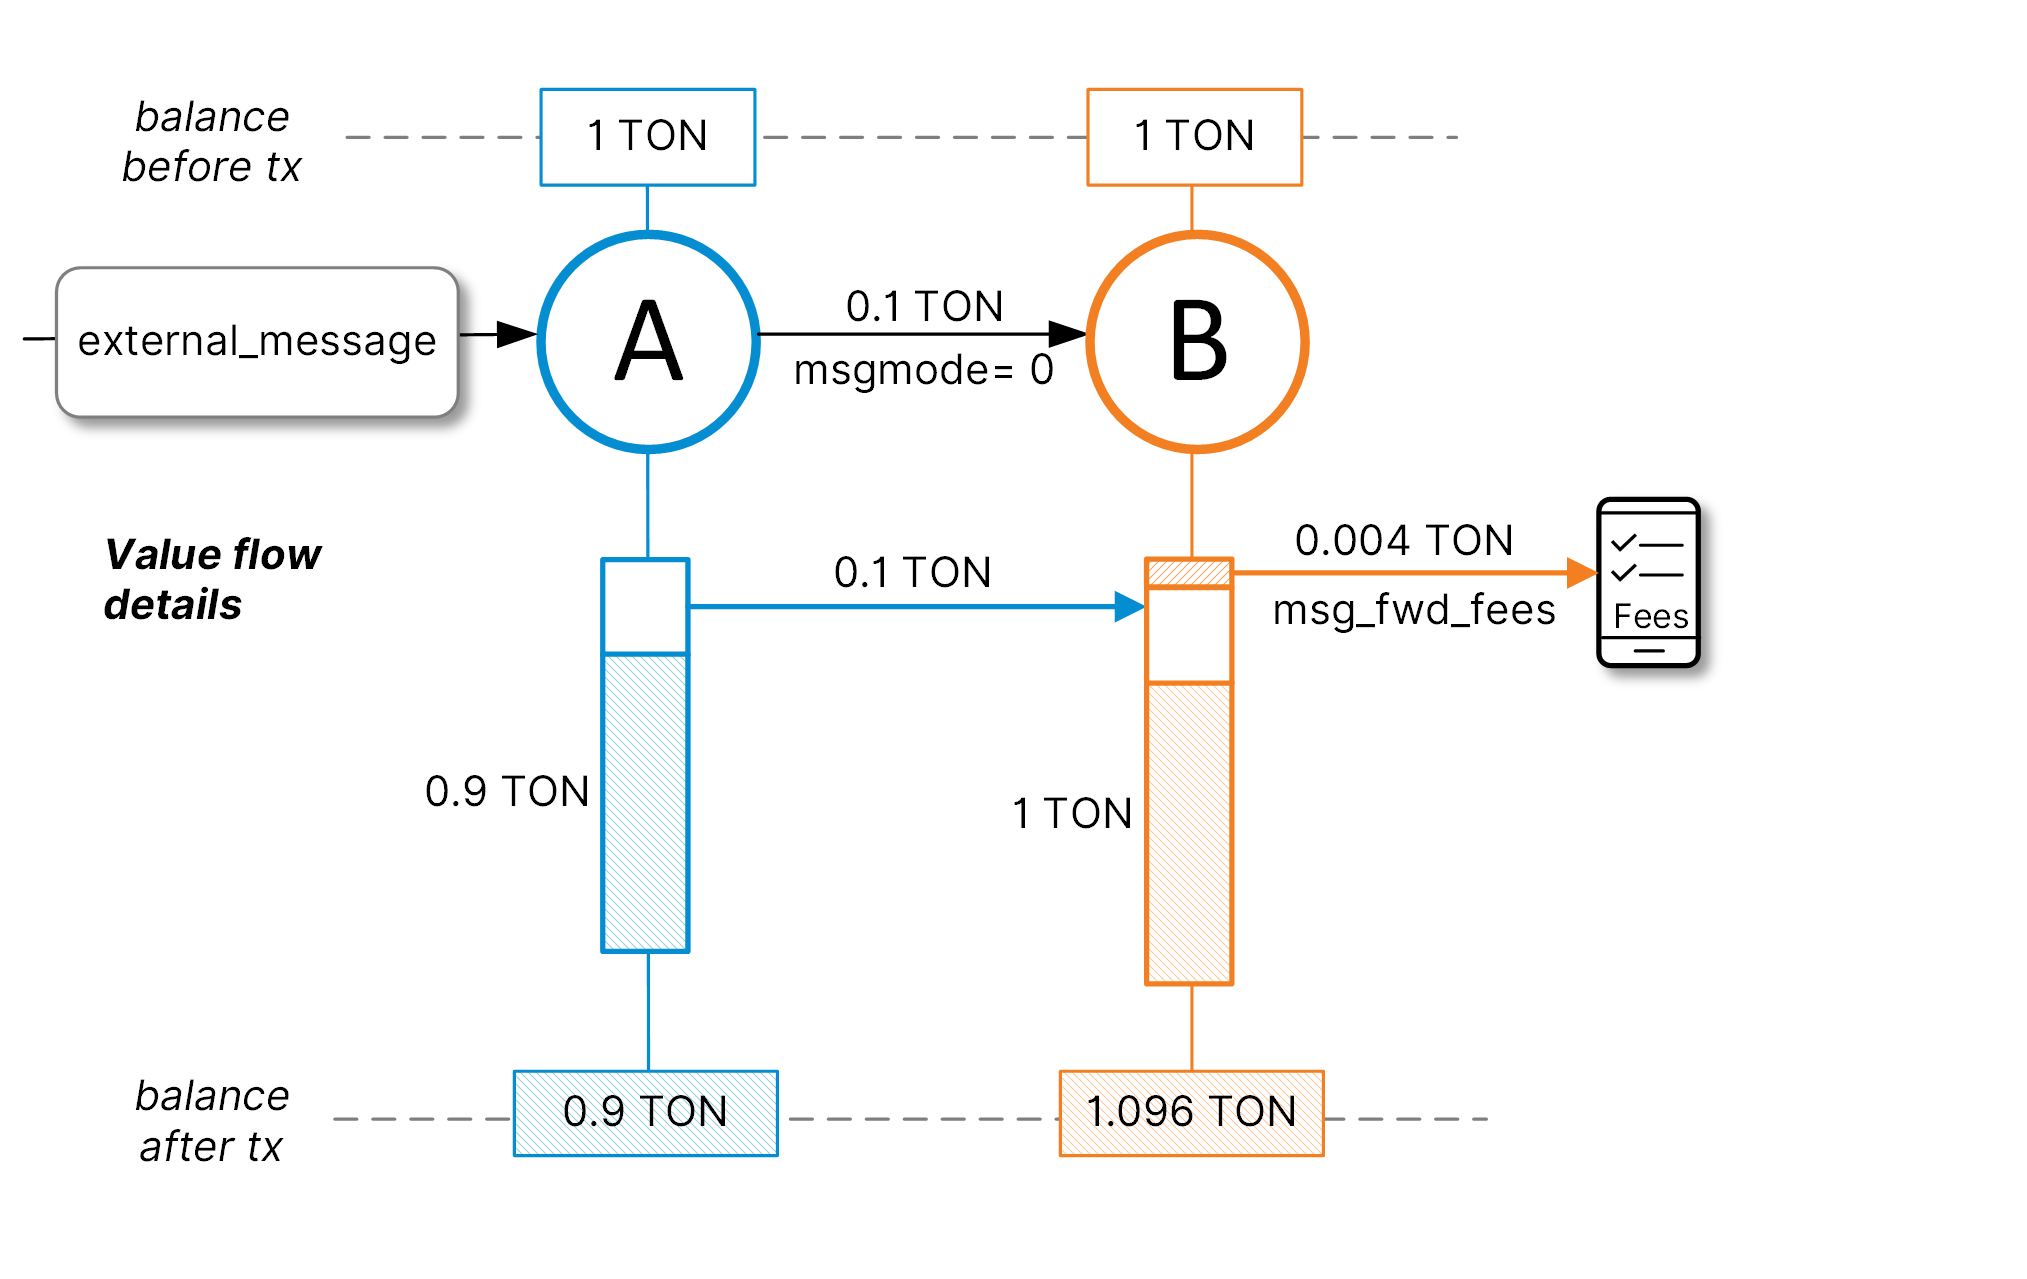 balance
before tx
1 TON
1 TON
external_message
A
0.1 TON
msgmode= 0
B
Value flow
details
0.1 TON
0.004 TON
msg_fwd_fees
Fees
0.9 TON
1 TON
balance
after tx
0.9 TON
1.096 TON